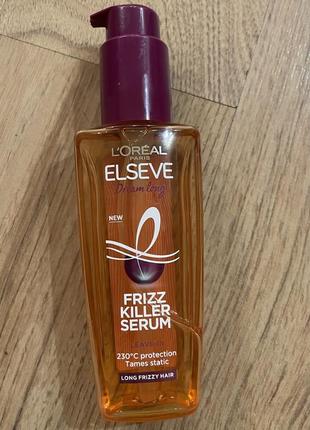 L'ORÉAL
PARIS
ELSEVE
Dream long
NEW
FRIZZ
KILLER
SERUM
LEAVE-IN
230°C protection
Tames static
LONG FRIZZY HAIR